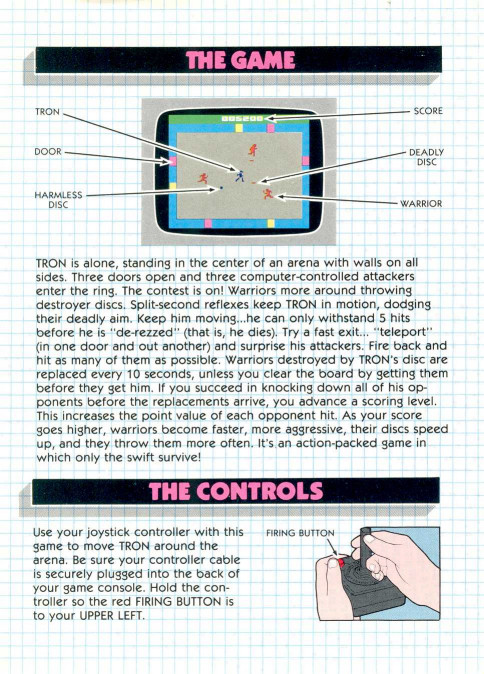 THE GAME
TRON
SCORE
005200
DOOR
DEADLY
DISC
HARMLESS
DISC
WARRIOR
TRON is alone, standing in the center of an arena with walls on all
sides. Three doors open and three computer-controlled attackers
enter the ring. The contest is on! Warriors more around throwing
destroyer discs. Split-second reflexes keep TRON in motion, dodging
their deadly aim. Keep him moving...he can only withstand 5 hits
before he is "de-rezzed" (that is, he dies). Try a fast exit... "teleport"
(in one door and out another) and surprise his attackers. Fire back and
hit as many of them as possible. Warriors destroyed by TRON's disc are
replaced every 10 seconds, unless you clear the board by getting them
before they get him. If you succeed in knocking down all of his op-
ponents before the replacements arrive, you advance a scoring level.
This increases the point value of each opponent hit. As your score
goes higher, warriors become faster, more aggressive, their discs speed
up, and they throw them more often. It's an action-packed game in
which only the swift survive!
THE CONTROLS
Use your joystick controller with this
game to move TRON around the
arena. Be sure your controller cable
is securely plugged into the back of
your game console. Hold the con-
troller so the red FIRING BUTTON is
to your UPPER LEFT.
FIRING BUTTON